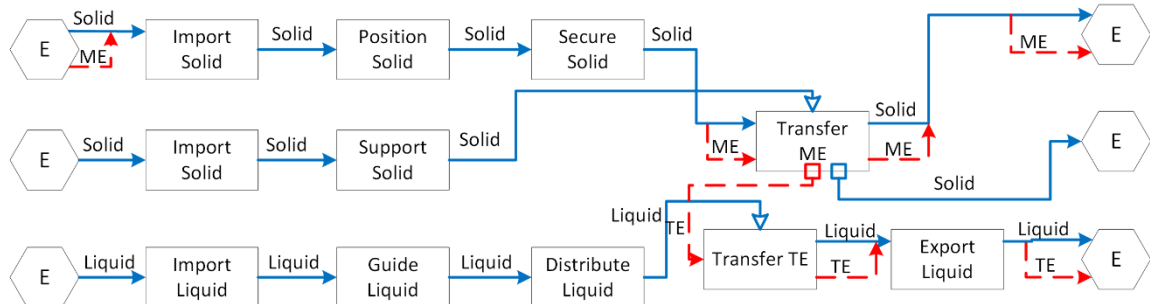 Solid
E
ME
Import
Solid
Solid
Position
Solid
Solid
Secure
Solid
Solid
ME
E
Solid
E
Import
Solid
Solid
Support
Solid
Solid
ME
Transfer
ME
Solid
ME
E
Solid
Liquid
E
Import
Liquid
Liquid
Guide
Liquid
Liquid
Distribute
Liquid
Liquid
TE
Transfer TE
Liquid
TE
Export
Liquid
Liquid
TE
E